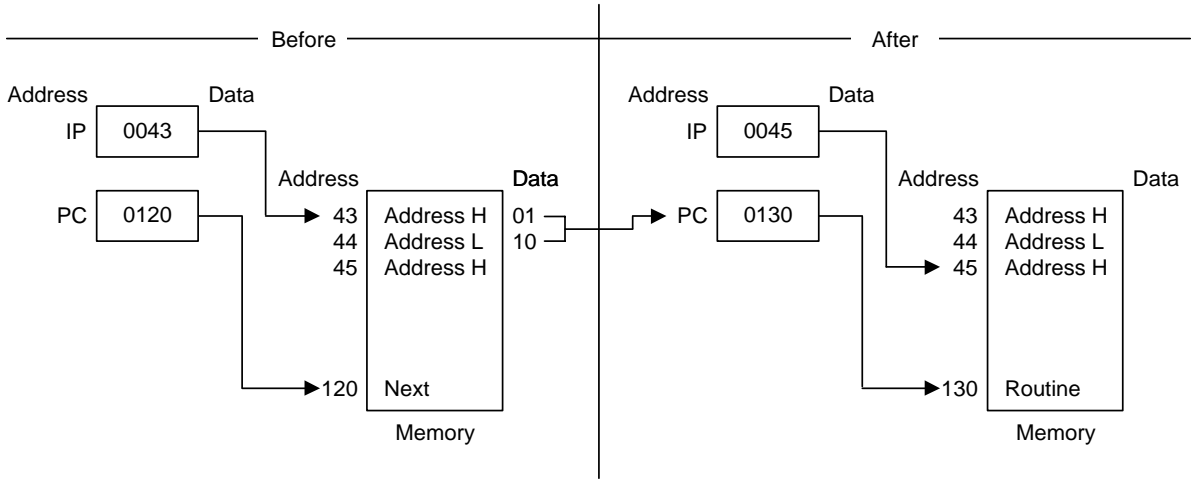 Before
After
Address Data
IP 0043
Address Data
PC 0120
43 Address H 01
44 Address L 10
45 Address H
120 Next
Memory
Address Data
IP 0045
Address Data
PC 0130
43 Address H
44 Address L
45 Address H
130 Routine
Memory